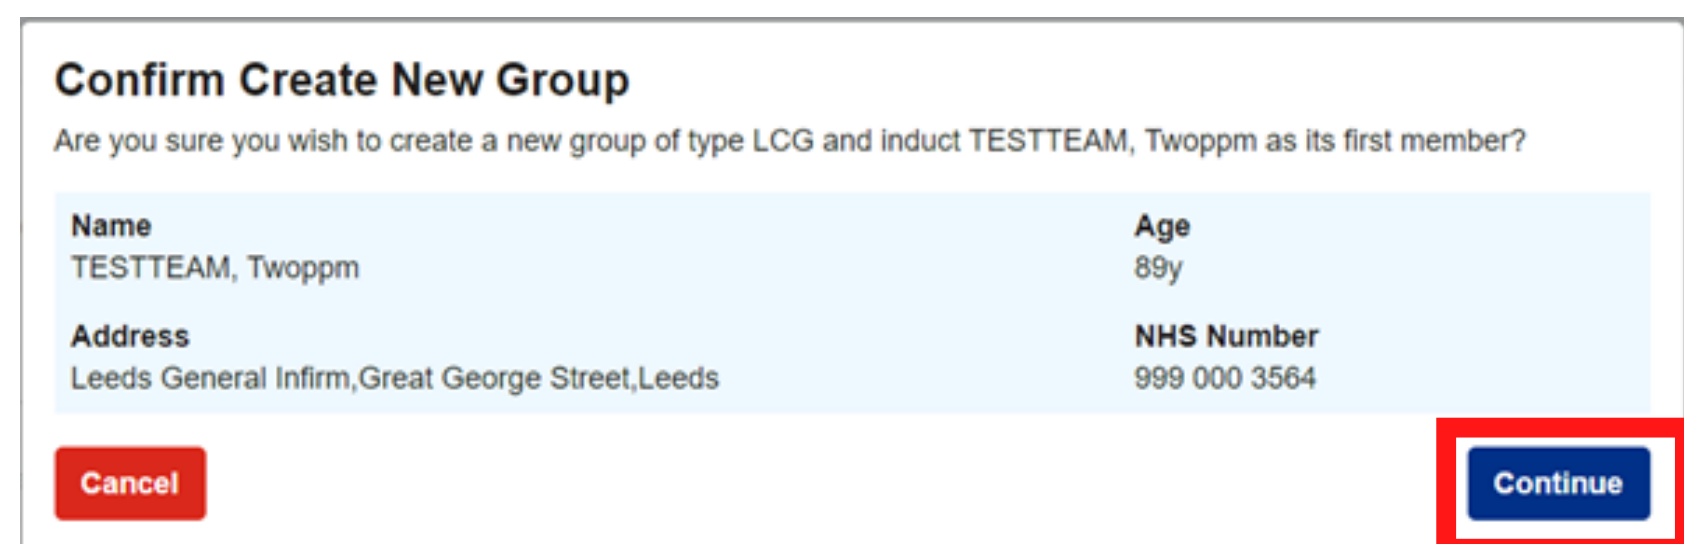 Confirm Create New Group
Are you sure you wish to create a new group of type LCG and induct TESTTEAM, Twoppm as its first member?
Name
TESTTEAM, Twoppm
Age
89y
Address
Leeds General Infirm,Great George Street,Leeds
NHS Number
999 000 3564
Cancel
Continue